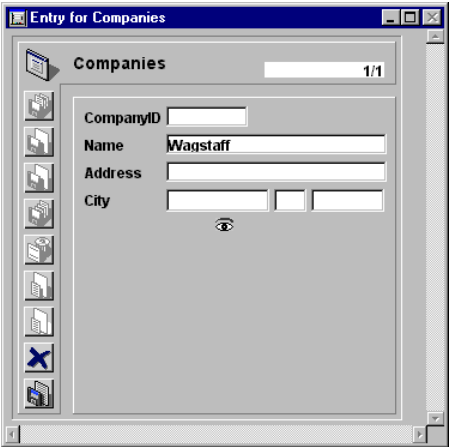 Entry for Companies
Companies
1/1
CompanyID
Name Wagstaff
Address
City